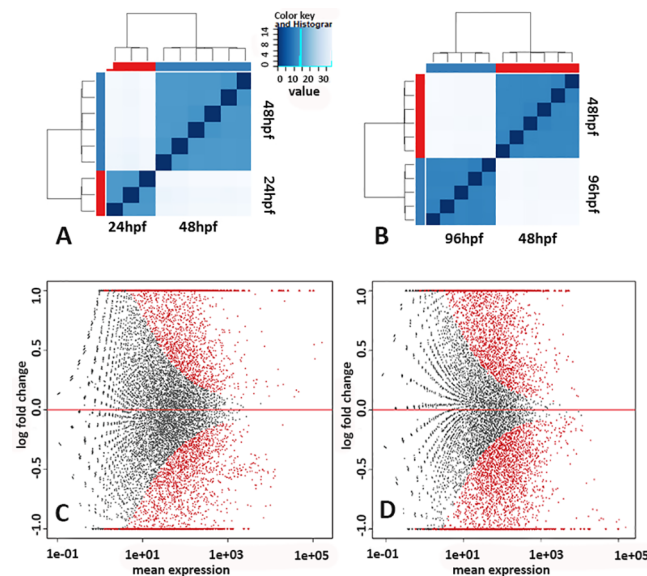 Color key
and Histogran
0 4 8 14
0 10 20 30
value
48hpf
24hpf
A
24hpf 48hpf
48hpf
96hpf
B
96hpf 48hpf
1.0
0.5
0.0
-0.5
-1.0
log fold change
C
1e-01 1e+01 1e+03 1e+05
mean expression
1.0
0.5
0.0
-0.5
-1.0
log fold change
D
1e-01 1e+01 1e+03 1e+05
mean expression